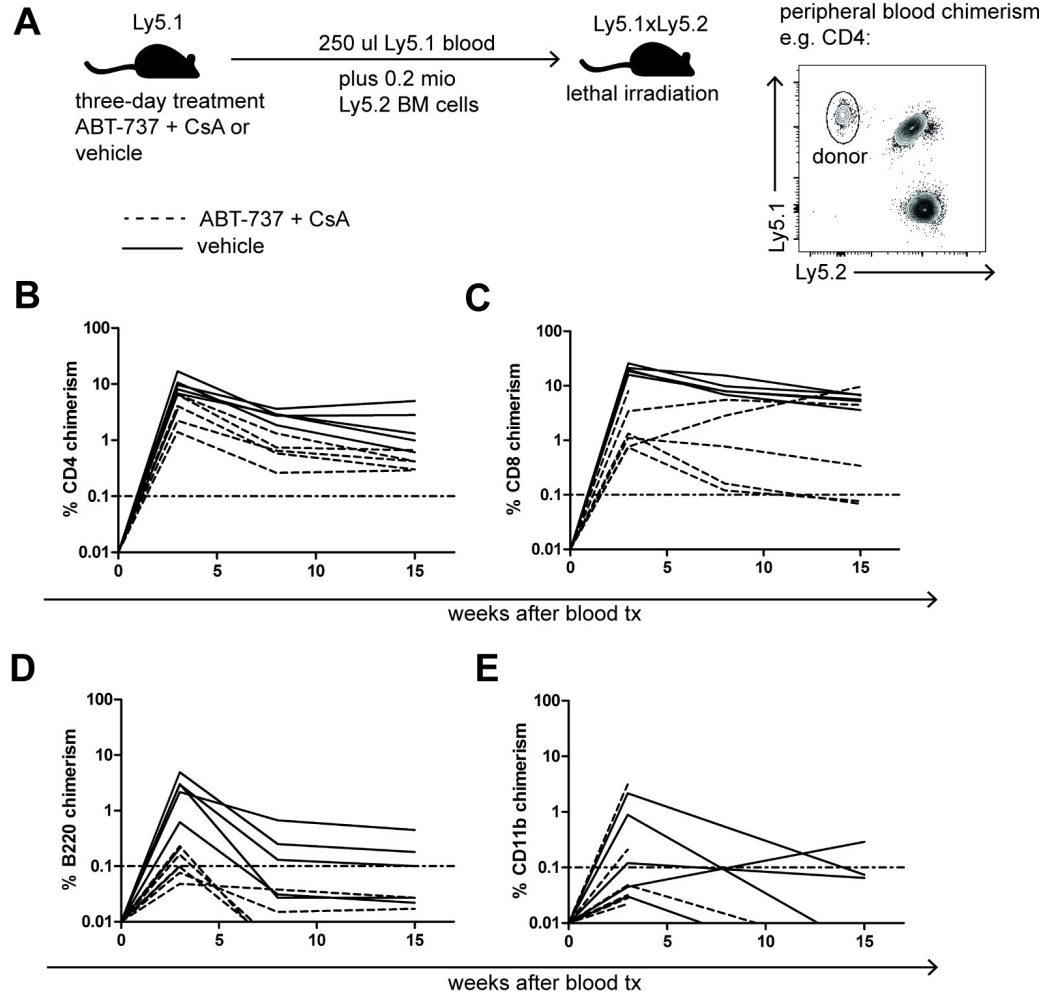 A
Ly5.1
250 ul Ly5.1 blood
plus 0.2 mio
Ly5.2 BM cells
Ly5.1xLy5.2
lethal irradiation
three-day treatment
ABT-737 + CsA or
vehicle
peripheral blood chimerism
e.g. CD4:
donor
Ly5.1
Ly5.2
ABT-737 + CsA
vehicle
B
% CD4 chimerism
100
10
1
0.1
0.01
0 5 10 15
C
% CD8 chimerism
100
10
1
0.1
0.01
0 5 10 15
weeks after blood tx
D
% B220 chimerism
100
10
1
0.1
0.01
0 5 10 15
E
% CD11b chimerism
100
10
1
0.1
0.01
0 5 10 15
weeks after blood tx